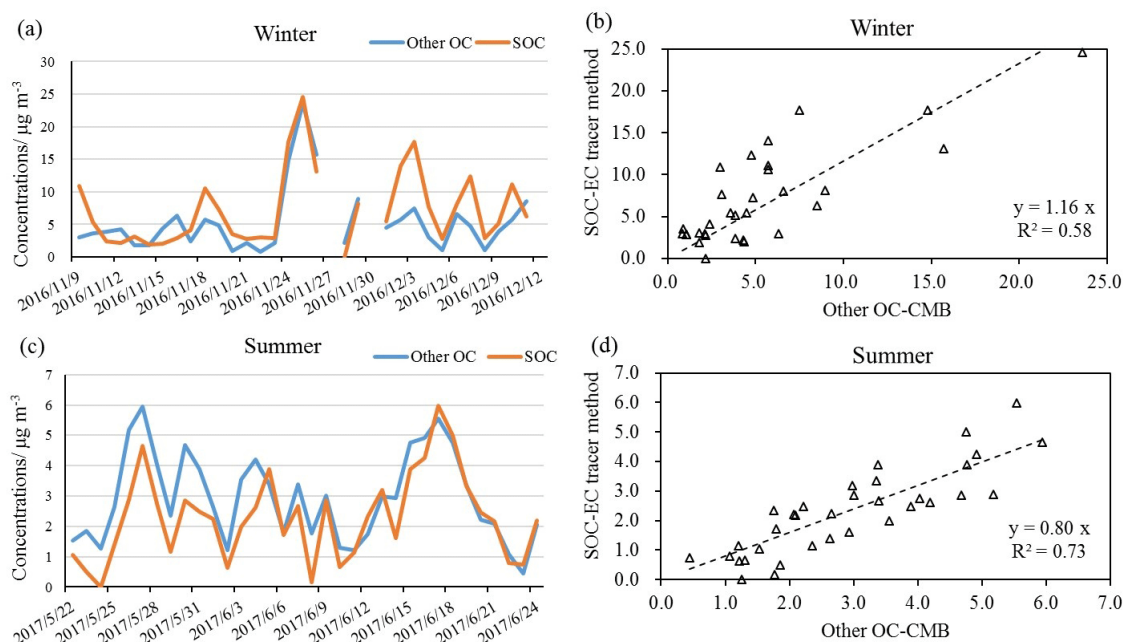 (a)
Winter
Other OC
SOC
Concentrations/ μg m-3
30
25
20
15
10
5
0
2016/11/9
2016/11/12
2016/11/15
2016/11/18
2016/11/21
2016/11/24
2016/11/27
2016/11/30
2016/12/3
2016/12/6
2016/12/9
2016/12/12
(b)
Winter
SOC-EC tracer method
25.0
20.0
15.0
10.0
5.0
0.0
y = 1.16 x
R² = 0.58
0.0 5.0 10.0 15.0 20.0 25.0
Other OC-CMB
(c)
Summer
Other OC
SOC
Concentrations/ μg m-3
7
6
5
4
3
2
1
0
2017/5/22
2017/5/25
2017/5/28
2017/5/31
2017/6/3
2017/6/6
2017/6/9
2017/6/12
2017/6/15
2017/6/18
2017/6/21
2017/6/24
(d)
Summer
SOC-EC tracer method
7.0
6.0
5.0
4.0
3.0
2.0
1.0
0.0
y = 0.80 x
R² = 0.73
0.0 1.0 2.0 3.0 4.0 5.0 6.0 7.0
Other OC-CMB